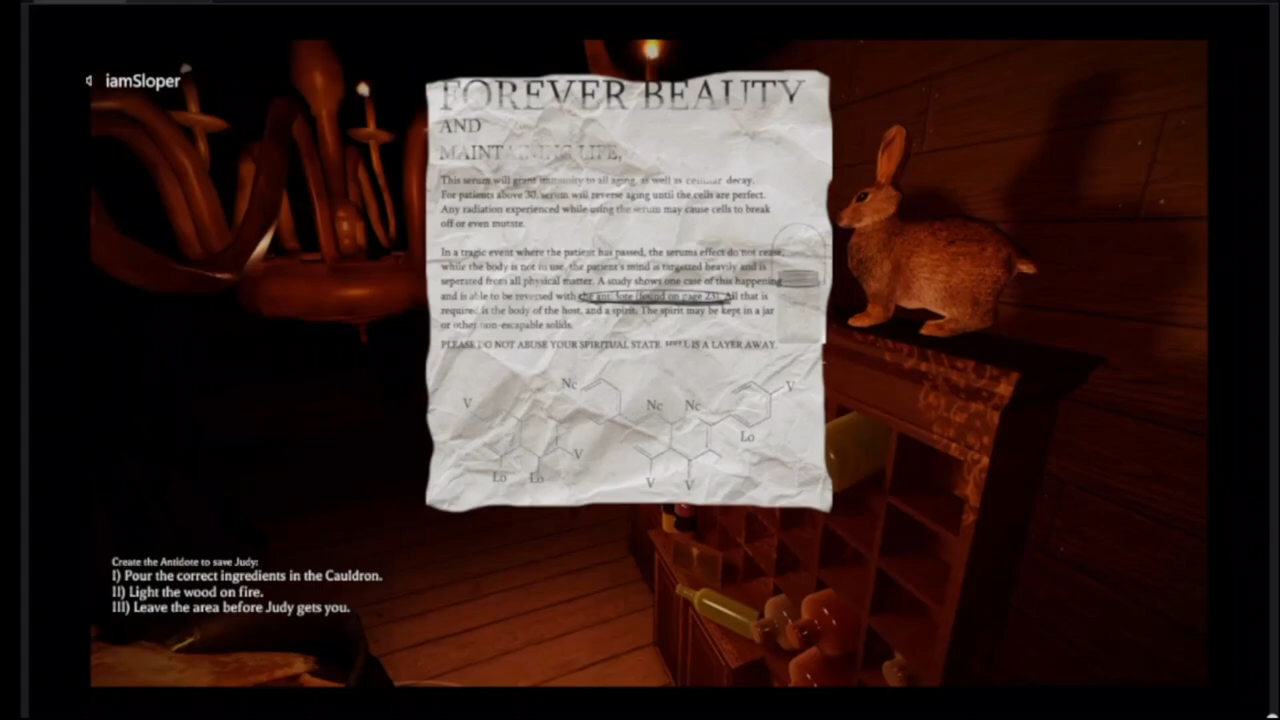 iamSloper
FOREVER BEAUTY
AND
MAINTAINING LIFE,
This serum will grant immunity to all aging, as well as cellular decay.
For patients above 30, serum will reverse aging until the cells are perfect.
Any radiation experienced while using the serum may cause cells to break
off or even mutate.
In a tragic event where the patient has passed, the serums effect do not cease,
while the body is not in use, the patient's mind is targeted heavily and is
seperated from all physical matter. A study shows one case of this happening
and is able to be reversed with the antidote (found on page 23). All that is
required is the body of the host, and a spirit. The spirit may be kept in a jar
or other non-escapable solids.
PLEASE DO NOT ABUSE YOUR SPIRITUAL STATE. HELL IS A LAYER AWAY.
Nc V
V Nc Nc
Lo
V
Lo Lo V V
Create the Antidote to save Judy:
I) Pour the correct ingredients in the Cauldron.
II) Light the wood on fire.
III) Leave the area before Judy gets you.